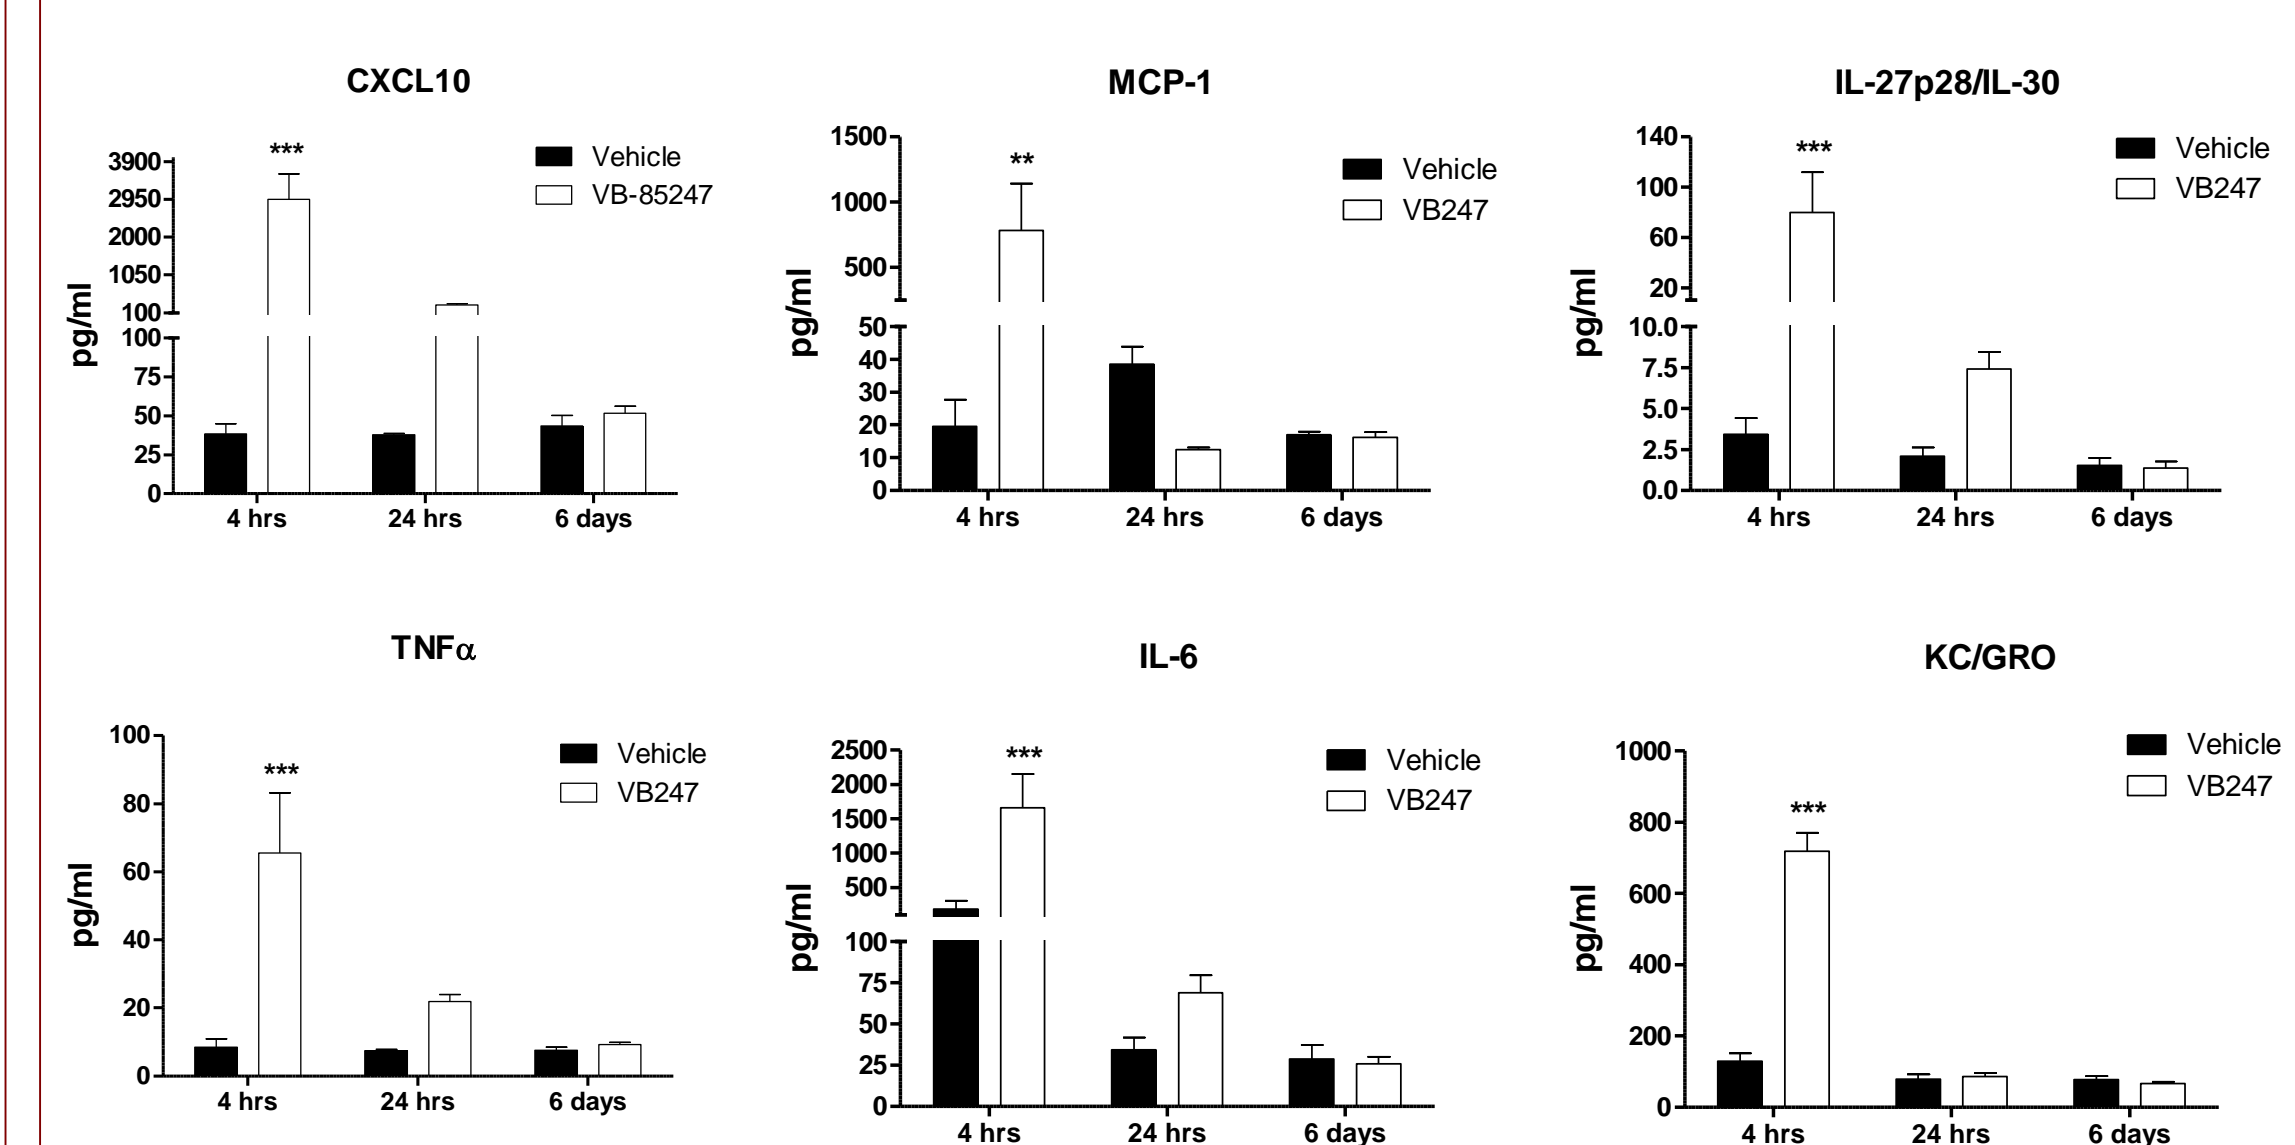 CXCL10
3900
2950
2000
1050
100
100
75
50
25
0
pg/ml
***
Vehicle
VB-85247
4 hrs 24 hrs 6 days
MCP-1
1500
1000
500
50
40
30
20
10
0
pg/ml
**
Vehicle
VB247
4 hrs 24 hrs 6 days
IL-27p28/IL-30
140
100
60
20
10.0
7.5
5.0
2.5
0.0
pg/ml
***
Vehicle
VB247
4 hrs 24 hrs 6 days
TNFα
100
80
60
40
20
0
pg/ml
***
Vehicle
VB247
4 hrs 24 hrs 6 days
IL-6
2500
2000
1500
1000
500
100
75
50
25
0
pg/ml
***
Vehicle
VB247
4 hrs 24 hrs 6 days
KC/GRO
1000
800
600
400
200
0
pg/ml
***
Vehicle
VB247
4 hrs 24 hrs 6 days